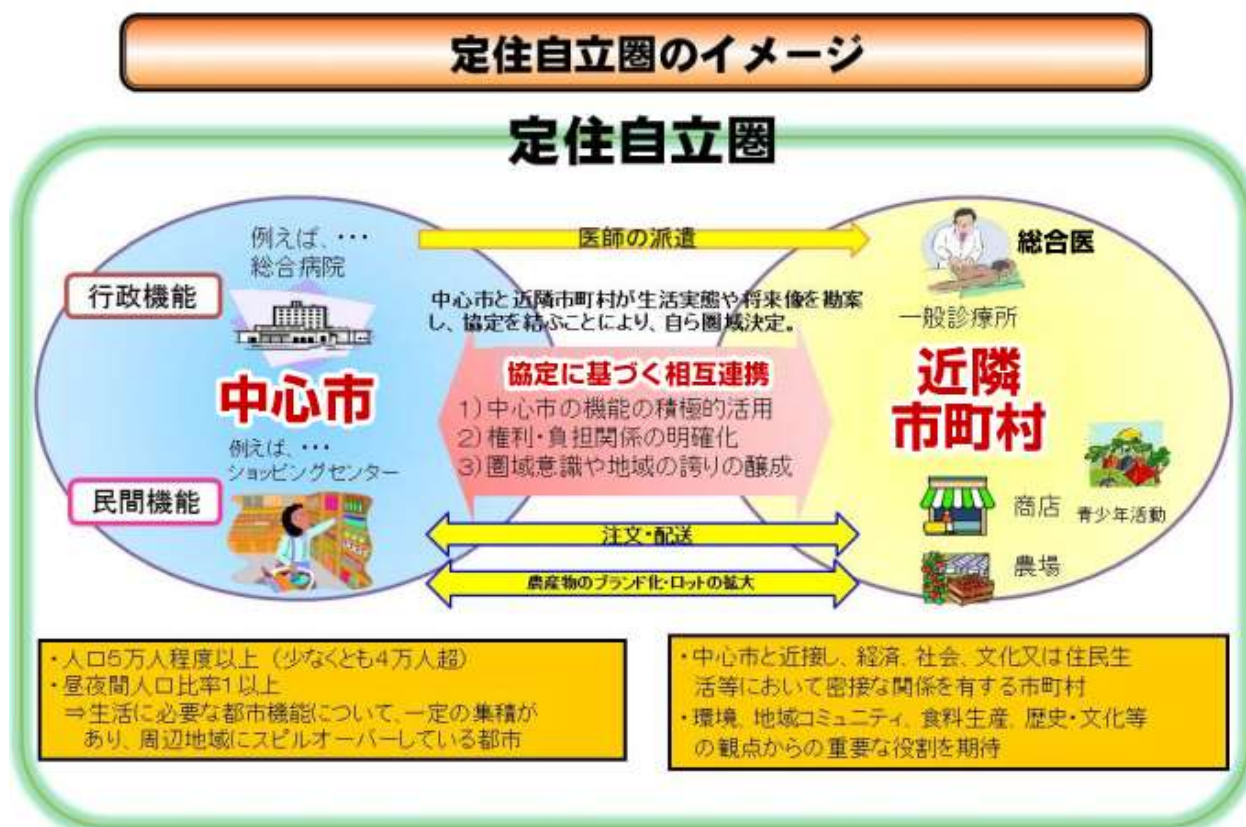 定住自立圏のイメージ
定住自立圏
例えば、・・・
総合病院
行政機能
中心市
例えば、・・・
ショッピングセンター
民間機能
医師の派遣
中心市と近隣市町村が生活実態や将来像を勘案
し、協定を結ぶことにより、自ら圏域決定。
協定に基づく相互連携
1)中心市の機能の積極的活用
2)権利・負担関係の明確化
3)圏域意識や地域の誇りの醸成
注文・配送
農産物のブランド化・ロットの拡大
総合医
一般診療所
近隣
市町村
商店
青少年活動
農場
・人口5万人程度以上（少なくとも4万人超）
・昼夜間人口比率1以上
⇒生活に必要な都市機能について、一定の集積が
あり、周辺地域にスピルオーバーしている都市
・中心市と近接し、経済、社会、文化又は住民生
活等において密接な関係を有する市町村
・環境、地域コミュニティ、食料生産、歴史・文化等
の観点からの重要な役割を期待